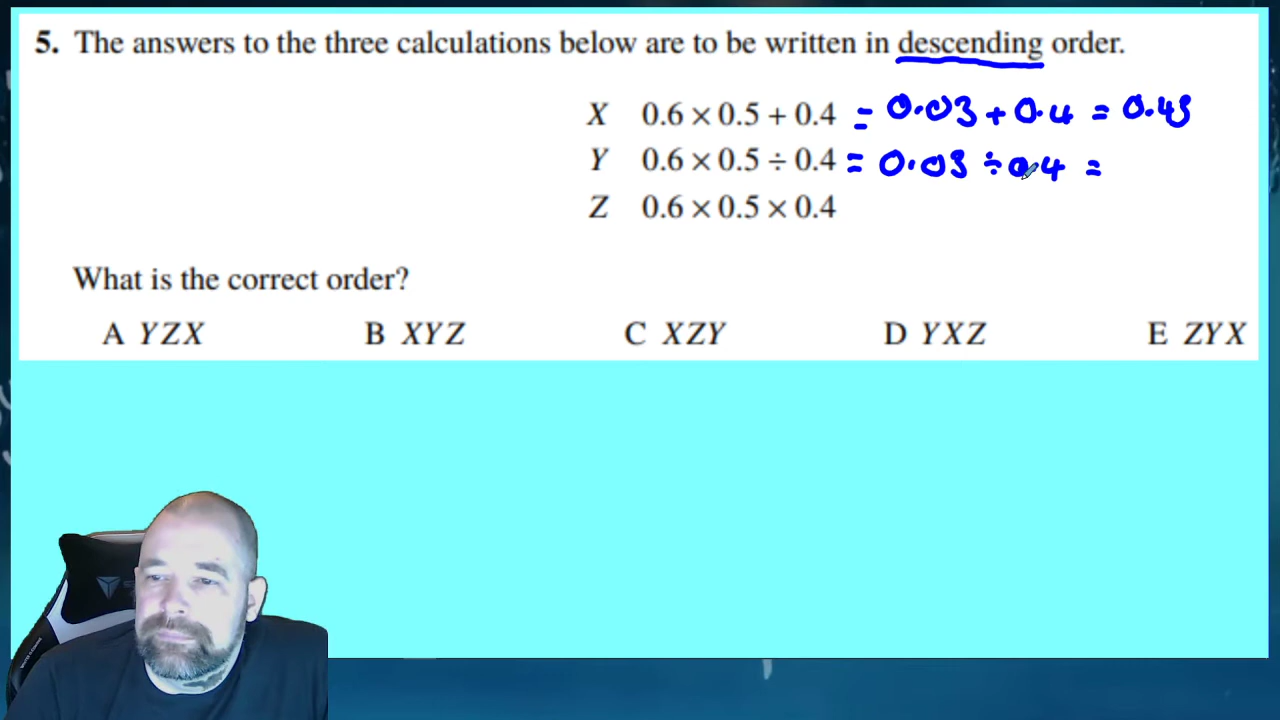 5. The answers to the three calculations below are to be written in descending order.
X 0.6 × 0.5 + 0.4 = 0.03 + 0.4 = 0.43
Y 0.6 × 0.5 ÷ 0.4 = 0.03 ÷ 0.4 =
Z 0.6 × 0.5 × 0.4
What is the correct order?
A YZX B XYZ C XZY D YXZ E ZYX